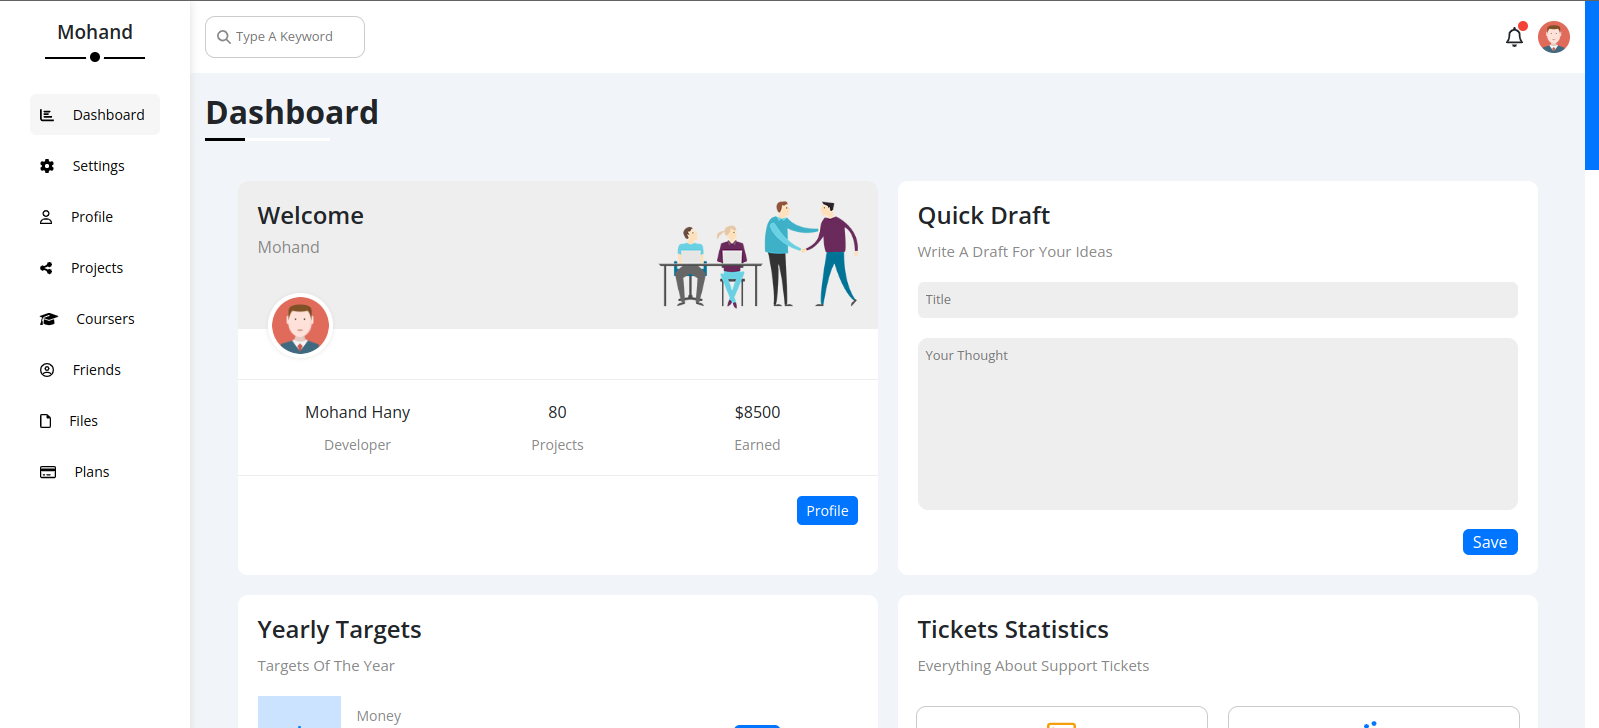 Mohand
Type A Keyword
Dashboard
Settings
Profile
Projects
Coursers
Friends
Files
Plans
Dashboard
Welcome
Mohand
Mohand Hany
Developer
80
Projects
$8500
Earned
Profile
Quick Draft
Write A Draft For Your Ideas
Title
Your Thought
Save
Yearly Targets
Targets Of The Year
Money
Tickets Statistics
Everything About Support Tickets